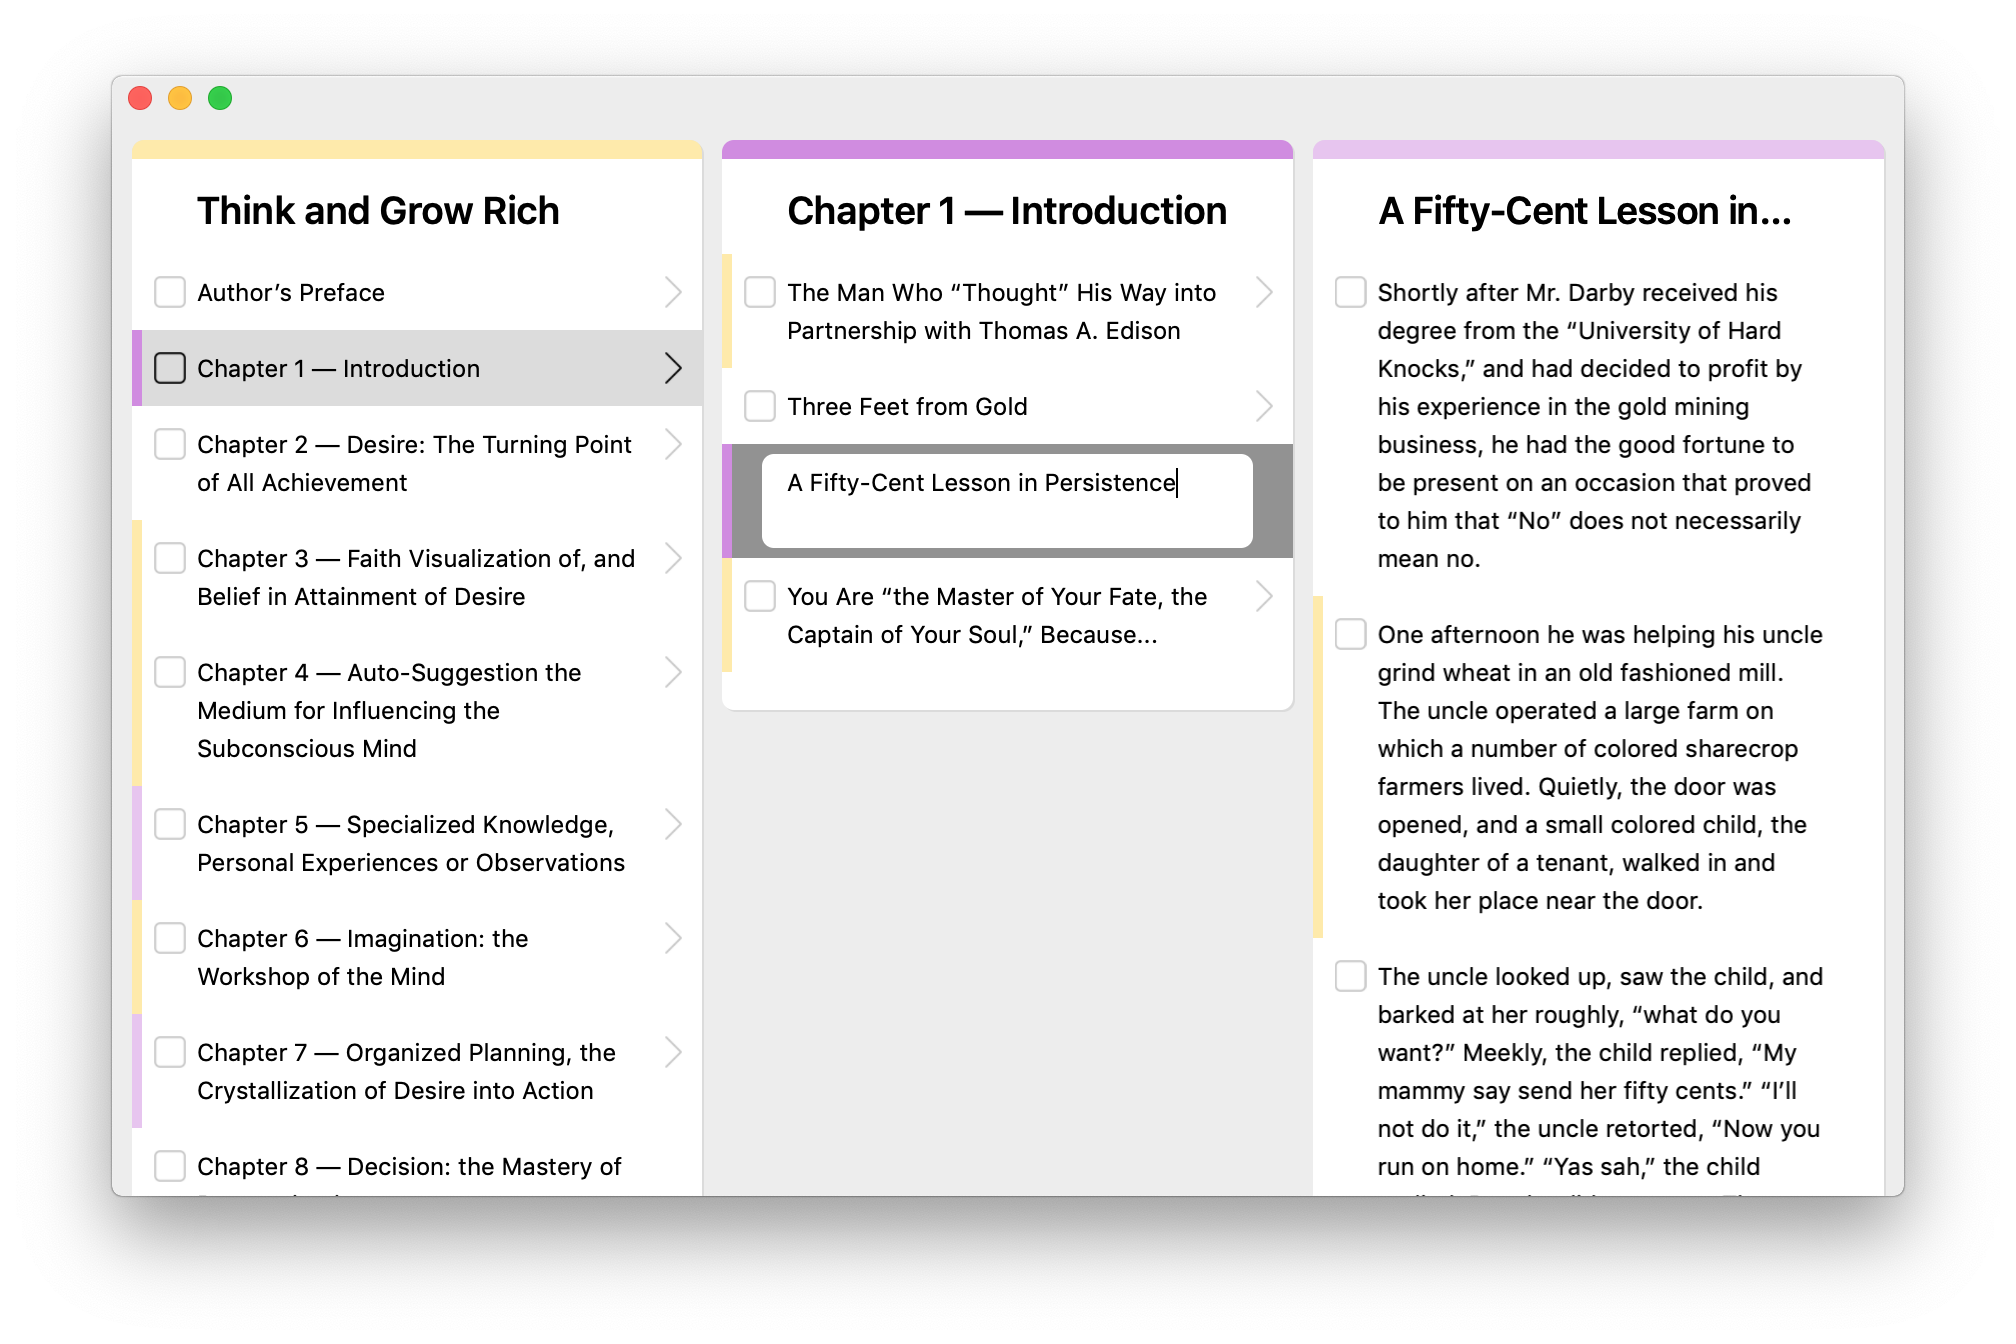 Think and Grow Rich
Author’s Preface
Chapter 1 — Introduction
Chapter 2 — Desire: The Turning Point
of All Achievement
Chapter 3 — Faith Visualization of, and
Belief in Attainment of Desire
Chapter 4 — Auto-Suggestion the
Medium for Influencing the
Subconscious Mind
Chapter 5 — Specialized Knowledge,
Personal Experiences or Observations
Chapter 6 — Imagination: the
Workshop of the Mind
Chapter 7 — Organized Planning, the
Crystallization of Desire into Action
Chapter 8 — Decision: the Mastery of
Chapter 1 — Introduction
The Man Who “Thought” His Way into
Partnership with Thomas A. Edison
Three Feet from Gold
A Fifty-Cent Lesson in Persistence
You Are “the Master of Your Fate, the
Captain of Your Soul,” Because...
A Fifty-Cent Lesson in...
Shortly after Mr. Darby received his
degree from the “University of Hard
Knocks,” and had decided to profit by
his experience in the gold mining
business, he had the good fortune to
be present on an occasion that proved
to him that “No” does not necessarily
mean no.
One afternoon he was helping his uncle
grind wheat in an old fashioned mill.
The uncle operated a large farm on
which a number of colored sharecrop
farmers lived. Quietly, the door was
opened, and a small colored child, the
daughter of a tenant, walked in and
took her place near the door.
The uncle looked up, saw the child, and
barked at her roughly, “what do you
want?” Meekly, the child replied, “My
mammy say send her fifty cents.” “I’ll
not do it,” the uncle retorted, “Now you
run on home.” “Yas sah,” the child